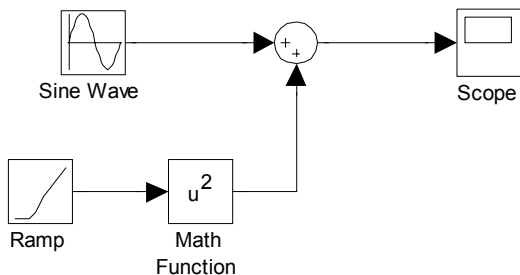 +
+
Sine Wave
Scope
u²
Ramp
Math
Function